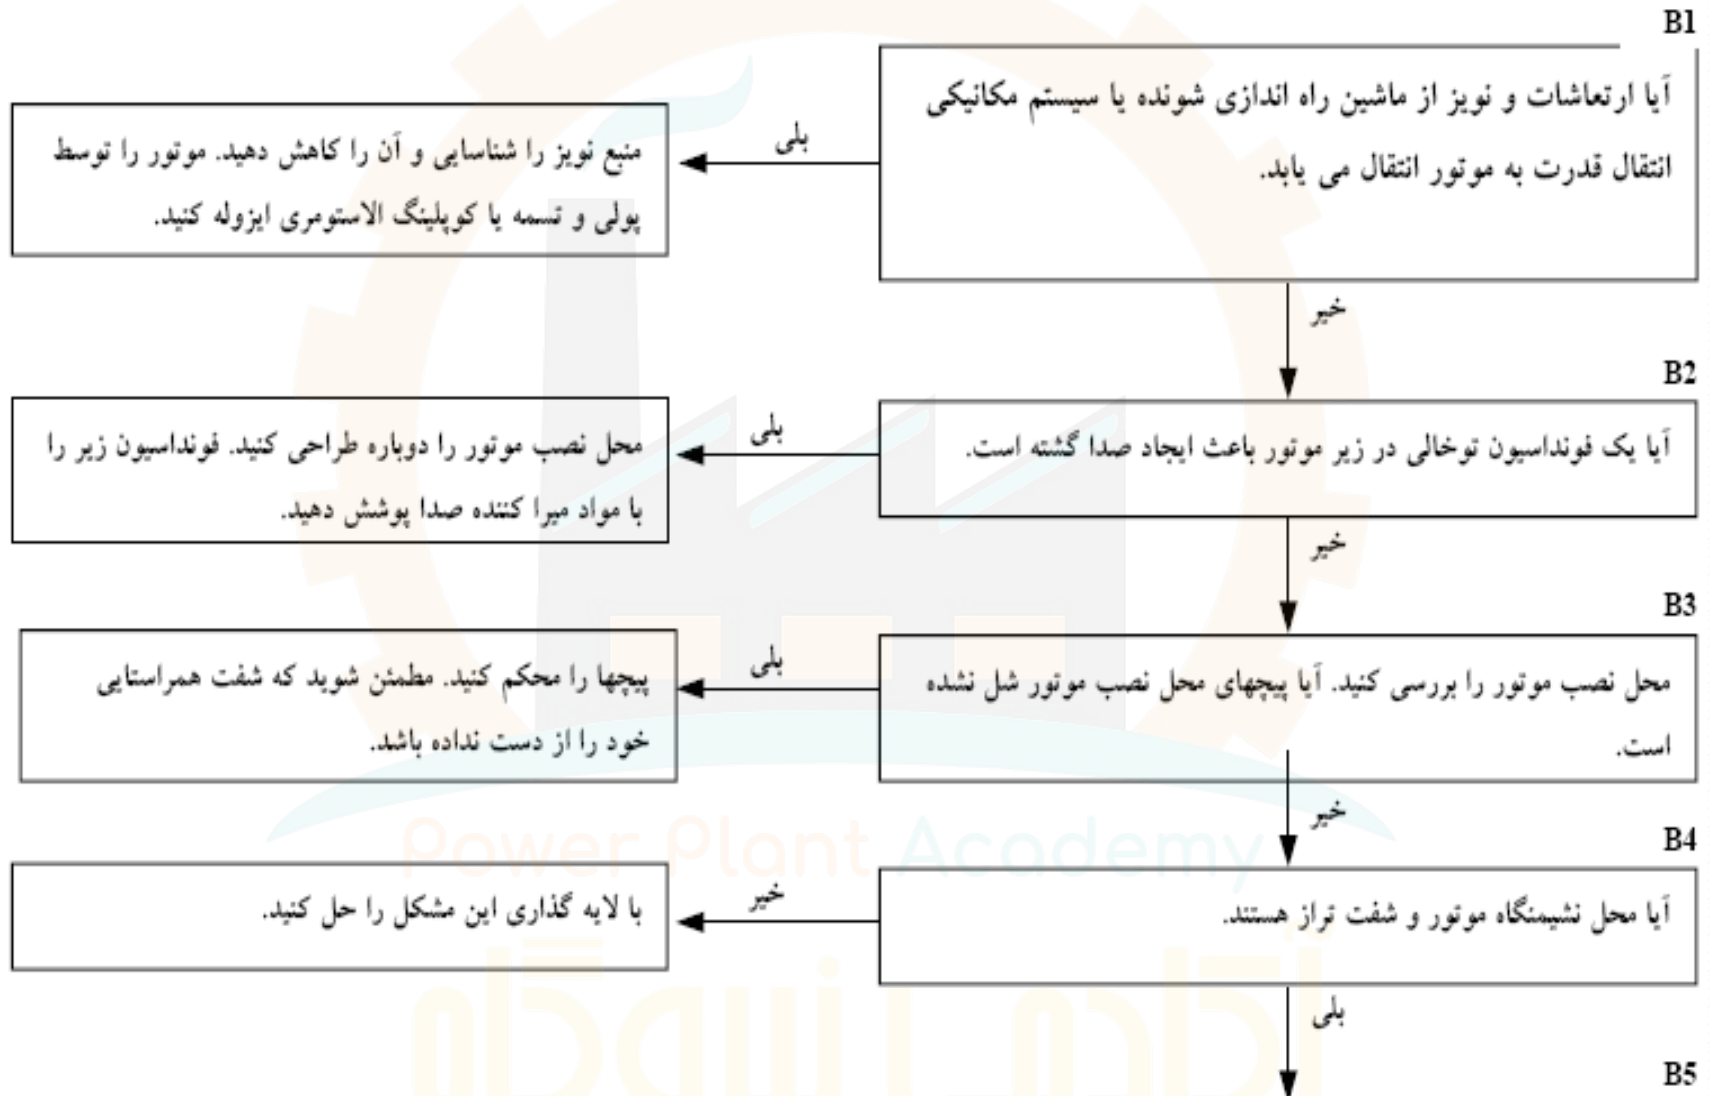 B1
آیا ارتعاشات و نویز از ماشین راه اندازی شونده یا سیستم مکانیکی
انتقال قدرت به موتور انتقال می یابد.
بلی
منبع نویز را شناسایی و آن را کاهش دهید. موتور را توسط
پولی و تسمه یا کوپلینگ الاستومری ایزوله کنید.
خیر
B2
آیا یک فونداسیون توخالی در زیر موتور باعث ایجاد صدا گشته است.
بلی
محل نصب موتور را دوباره طراحی کنید. فونداسیون زیر را
با مواد میرا کننده صدا پوشش دهید.
خیر
B3
محل نصب موتور را بررسی کنید. آیا پیچهای محل نصب موتور شل نشده
است.
بلی
پیچها را محکم کنید. مطمئن شوید که شفت همراستایی
خود را از دست نداده باشد.
خیر
Power Plant Academy
B4
آیا محل نشیمنگاه موتور و شفت تراز هستند.
خیر
با لایه گذاری این مشکل را حل کنید.
بلی
B5